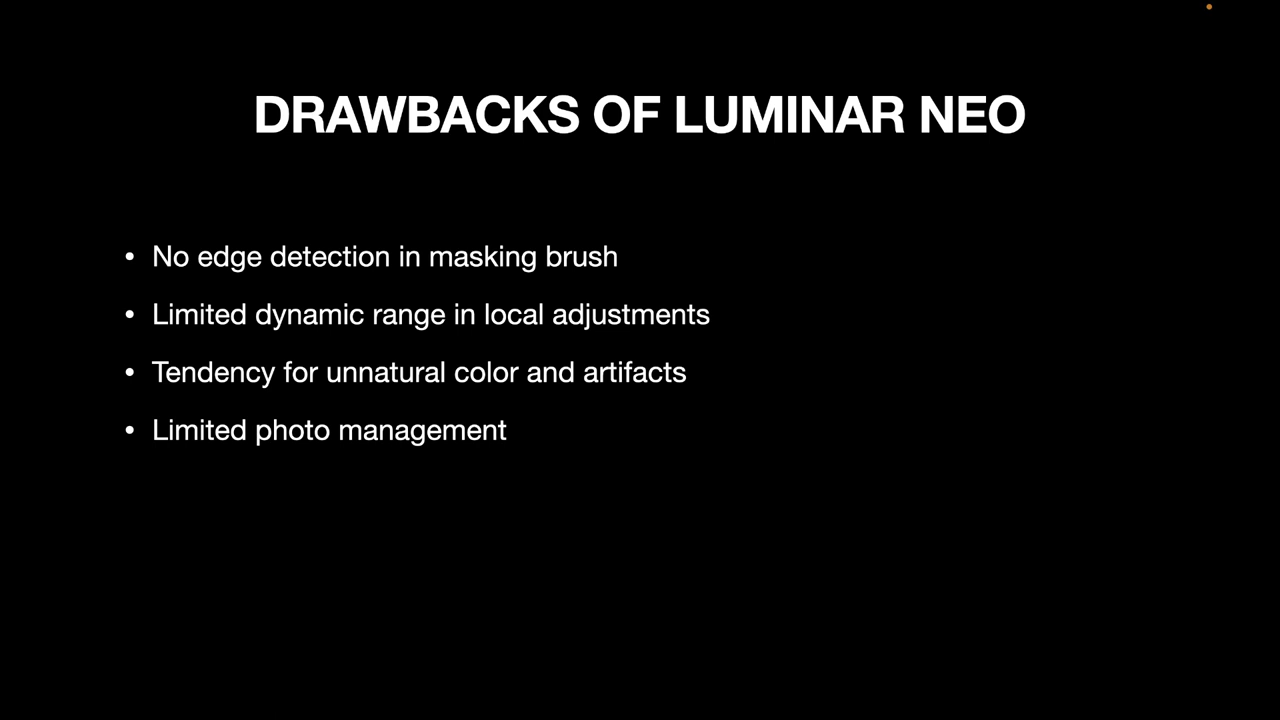 DRAWBACKS OF LUMINAR NEO
• No edge detection in masking brush
• Limited dynamic range in local adjustments
• Tendency for unnatural color and artifacts
• Limited photo management